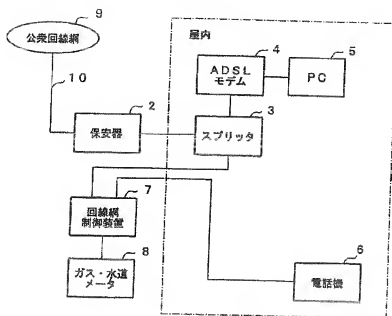 9
公衆回線網
10
屋内
4
ADSL
モデム
5
PC
2
保安器
3
スプリッタ
7
回線網
制御装置
8
ガス・水道
メータ
6
電話機